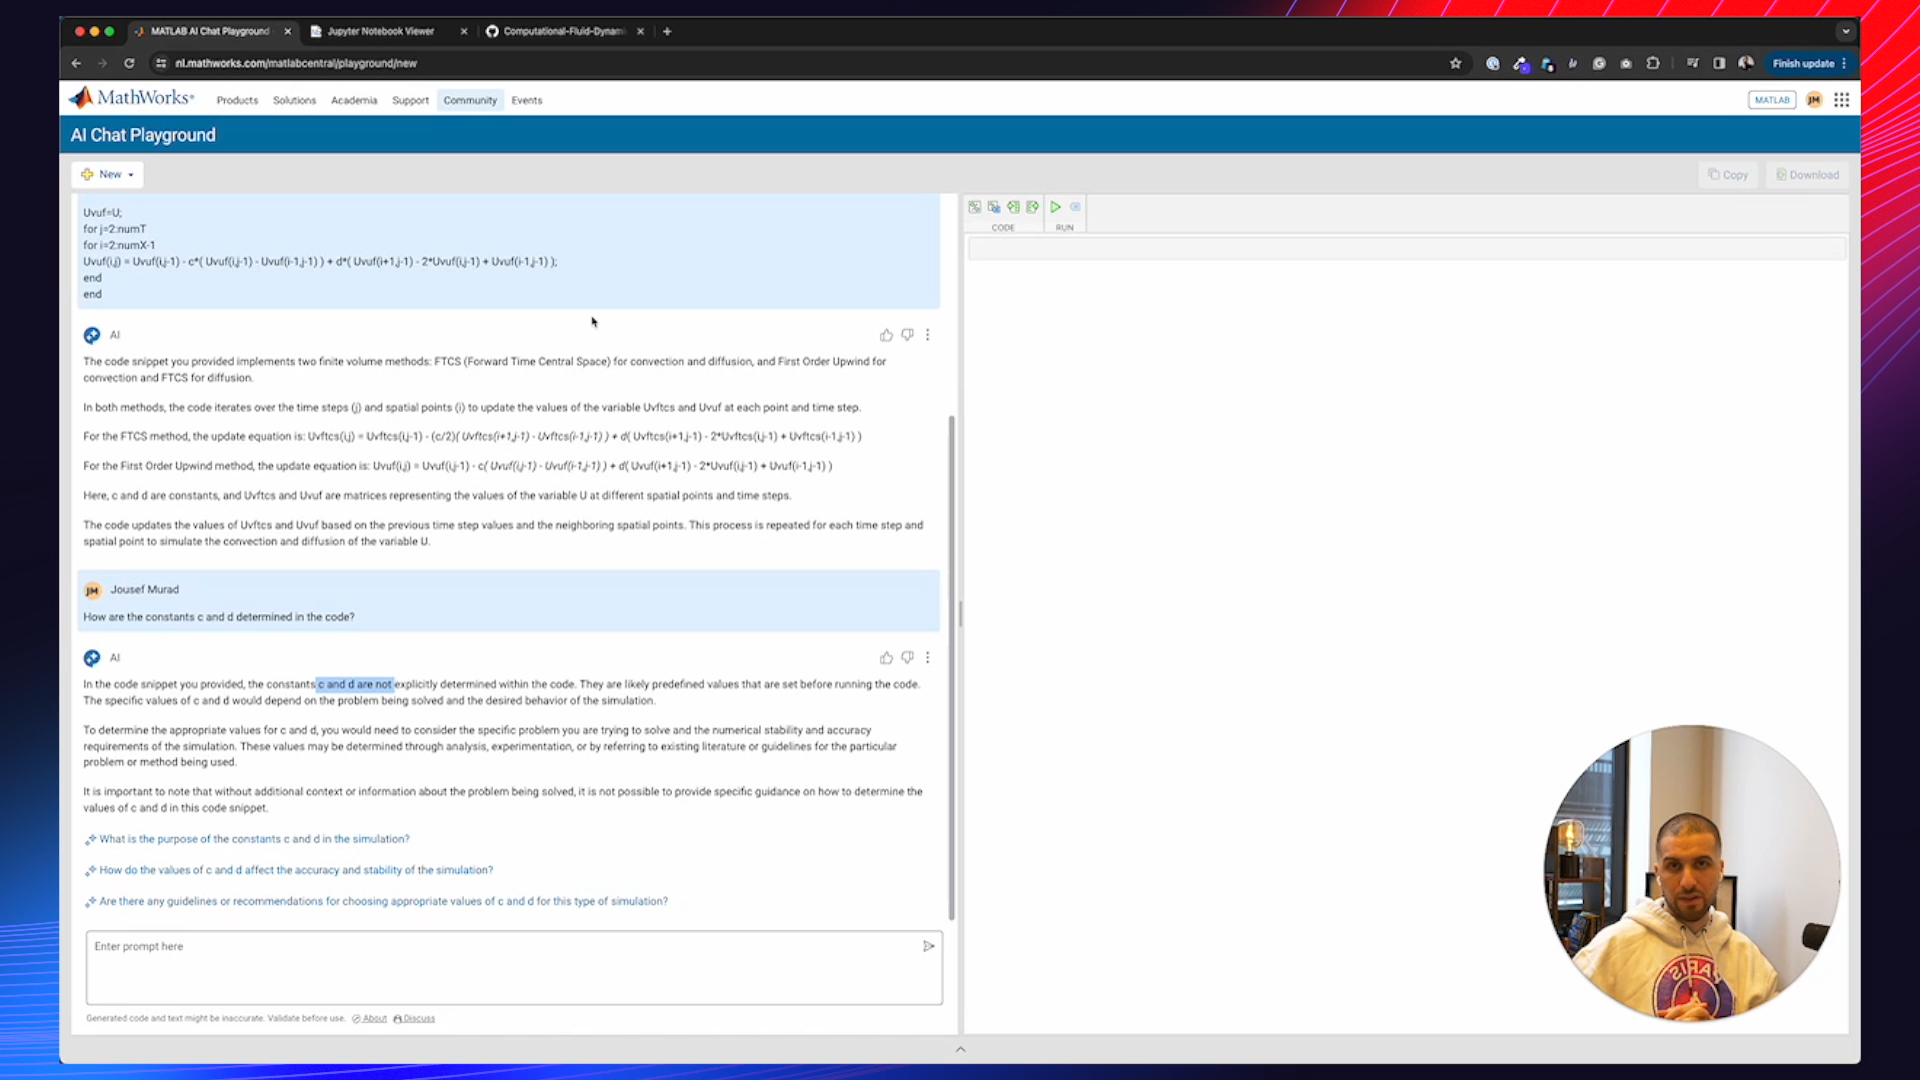 MATLAB AI Chat Playground
Jupyter Notebook Viewer
Computational-Fluid-Dynam
nl.mathworks.com/matlabcentral/playground/new
Finish update
MathWorks®
Products
Solutions
Academia
Support
Community
Events
MATLAB
JM
AI Chat Playground
New
Copy
Download
Uvuf=U;
for j=2:numT
for i=2:numX-1
Uvuf(i,j) = Uvuf(i,j-1) - c*( Uvuf(i,j-1) - Uvuf(i-1,j-1) ) + d*( Uvuf(i+1,j-1) - 2*Uvuf(i,j-1) + Uvuf(i-1,j-1) );
end
end
AI
The code snippet you provided implements two finite volume methods: FTCS (Forward Time Central Space) for convection and diffusion, and First Order Upwind for
convection and FTCS for diffusion.
In both methods, the code iterates over the time steps (j) and spatial points (i) to update the values of the variable Uvftcs and Uvuf at each point and time step.
For the FTCS method, the update equation is: Uvftcs(i,j) = Uvftcs(i,j-1) - (c/2)( Uvftcs(i+1,j-1) - Uvftcs(i-1,j-1) ) + d( Uvftcs(i+1,j-1) - 2*Uvftcs(i,j-1) + Uvftcs(i-1,j-1) )
For the First Order Upwind method, the update equation is: Uvuf(i,j) = Uvuf(i,j-1) - c( Uvuf(i,j-1) - Uvuf(i-1,j-1) ) + d( Uvuf(i+1,j-1) - 2*Uvuf(i,j-1) + Uvuf(i-1,j-1) )
Here, c and d are constants, and Uvftcs and Uvuf are matrices representing the values of the variable U at different spatial points and time steps.
The code updates the values of Uvftcs and Uvuf based on the previous time step values and the neighboring spatial points. This process is repeated for each time step and
spatial point to simulate the convection and diffusion of the variable U.
JM Jousef Murad
How are the constants c and d determined in the code?
AI
In the code snippet you provided, the constants c and d are not explicitly determined within the code. They are likely predefined values that are set before running the code.
The specific values of c and d would depend on the problem being solved and the desired behavior of the simulation.
To determine the appropriate values for c and d, you would need to consider the specific problem you are trying to solve and the numerical stability and accuracy
requirements of the simulation. These values may be determined through analysis, experimentation, or by referring to existing literature or guidelines for the particular
problem or method being used.
It is important to note that without additional context or information about the problem being solved, it is not possible to provide specific guidance on how to determine the
values of c and d in this code snippet.
What is the purpose of the constants c and d in the simulation?
How do the values of c and d affect the accuracy and stability of the simulation?
Are there any guidelines or recommendations for choosing appropriate values of c and d for this type of simulation?
Enter prompt here
Generated code and text might be inaccurate. Validate before use. About Discuss
CODE
RUN
PARIS